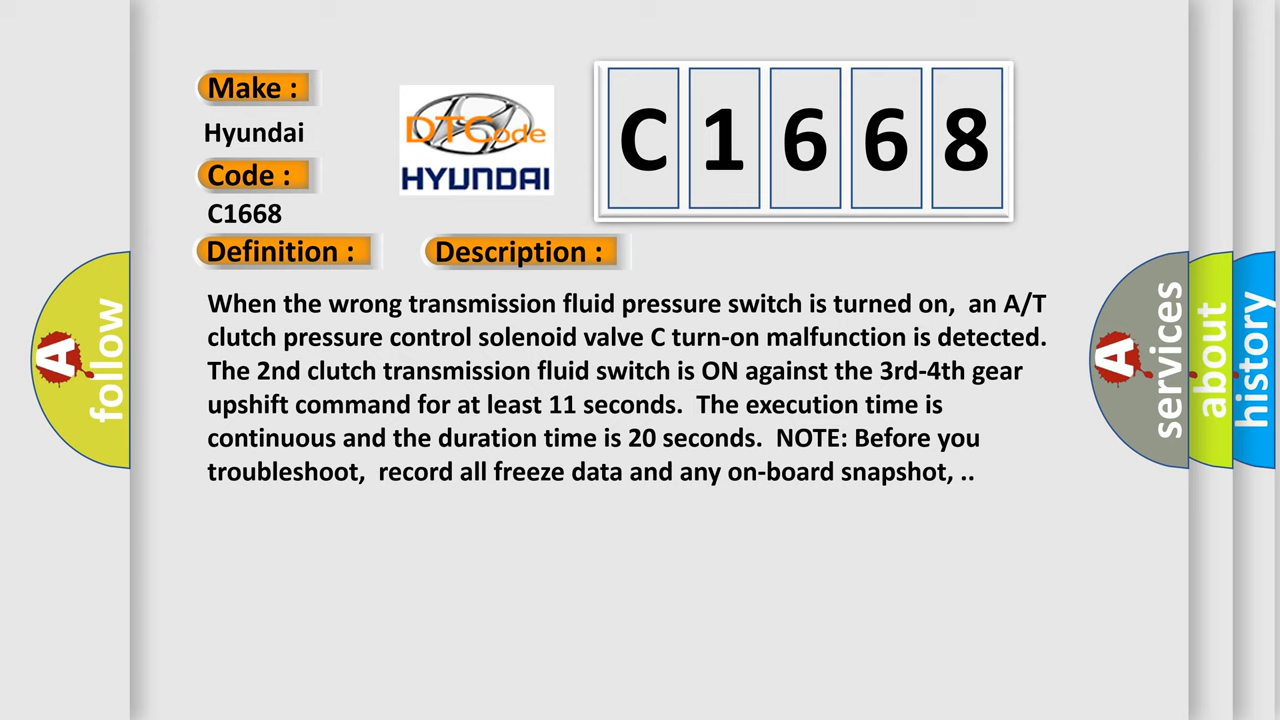 Make :
Hyundai
Code :
C1668
DTCode
HYUNDAI
C1668
Definition :
Description :
When the wrong transmission fluid pressure switch is turned on, an A/T
clutch pressure control solenoid valve C turn-on malfunction is detected.
The 2nd clutch transmission fluid switch is ON against the 3rd-4th gear
upshift command for at least 11 seconds. The execution time is
continuous and the duration time is 20 seconds. NOTE: Before you
troubleshoot, record all freeze data and any on-board snapshot, ..
A follow
A services
about
history